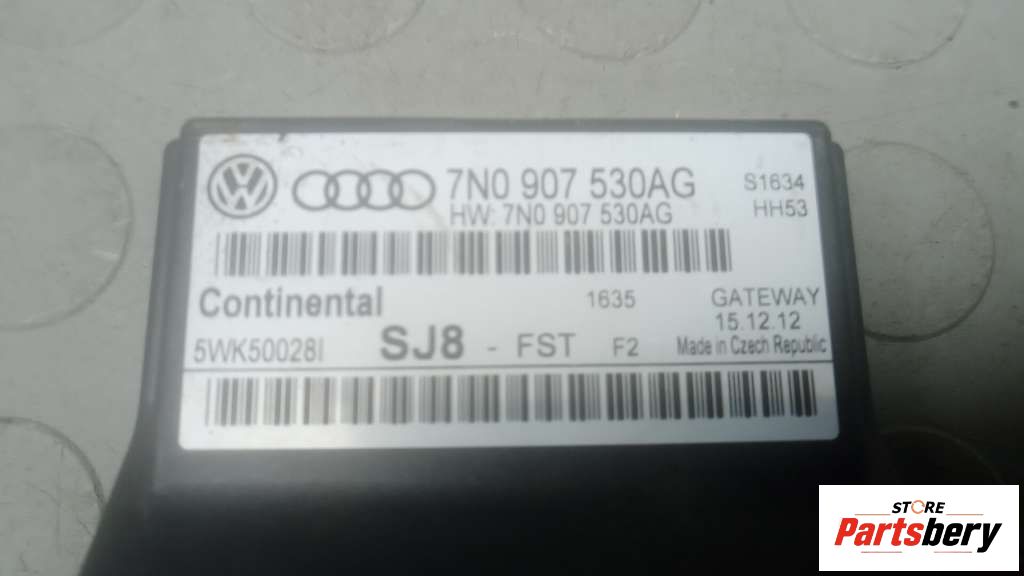 7N0 907 530AG S1634
HW: 7N0 907 530AG HH53
Continental 1635 GATEWAY
15.12.12
5WK50028I SJ8 - FST F2 Made in Czech Republic
STORE
Partsbery